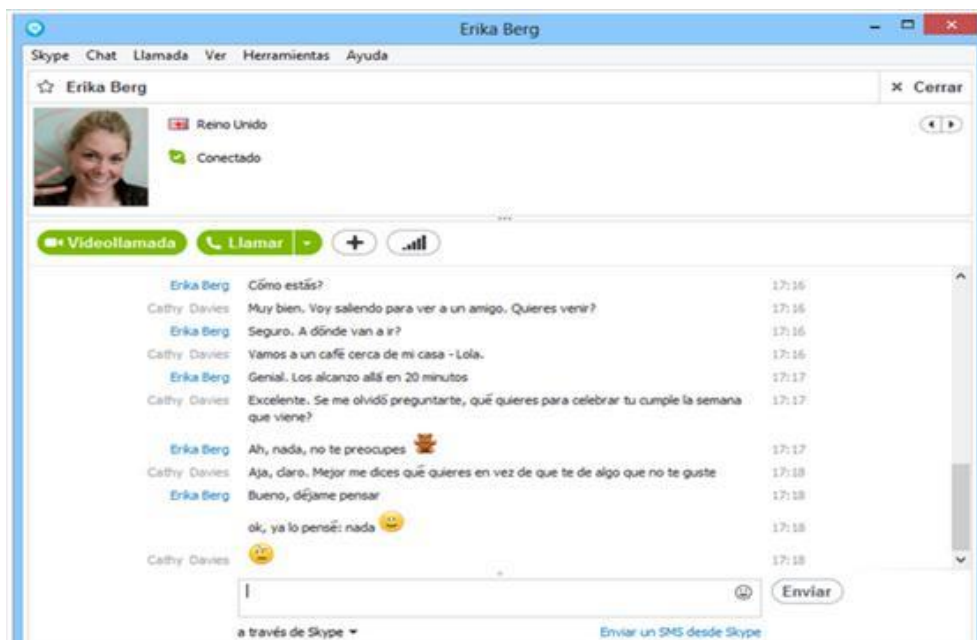 Erika Berg
Skype Chat Llamada Ver Herramientas Ayuda
Erika Berg × Cerrar
Reino Unido
Conectado
Videollamada Llamar
Erika Berg Cómo estás? 17:16
Cathy Davies Muy bien. Voy saliendo para ver a un amigo. Quieres venir? 17:16
Erika Berg Seguro. A dónde van a ir? 17:16
Cathy Davies Vamos a un café cerca de mi casa - Lola. 17:16
Erika Berg Genial. Los alcanzo allá en 20 minutos 17:17
Cathy Davies Excelente. Se me olvidó preguntarte, qué quieres para celebrar tu cumple la semana 17:17
que viene?
Erika Berg Ah, nada, no te preocupes 17:17
Cathy Davies Aja, claro. Mejor me dices qué quieres en vez de que te de algo que no te guste 17:18
Erika Berg Bueno, déjame pensar 17:18
ok, ya lo pensé: nada 17:18
Cathy Davies 17:18
Enviar
a través de Skype Enviar un SMS desde Skype